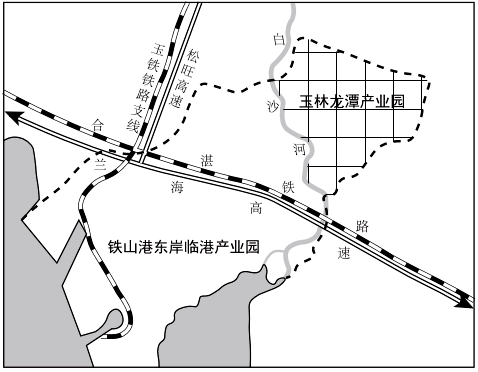 玉铁铁路支线
松旺高速
白沙河
玉林龙潭产业园
合湛铁路
兰海高速
铁山港东岸临港产业园